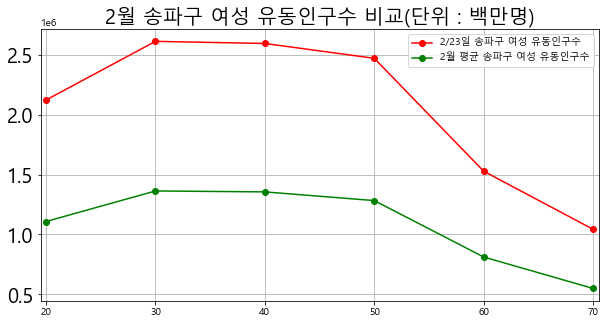 2월 송파구 여성 유동인구수 비교(단위 : 백만명)
1e6
2/23일 송파구 여성 유동인구수
2월 평균 송파구 여성 유동인구수
2.5
2.0
1.5
1.0
0.5
20 30 40 50 60 70